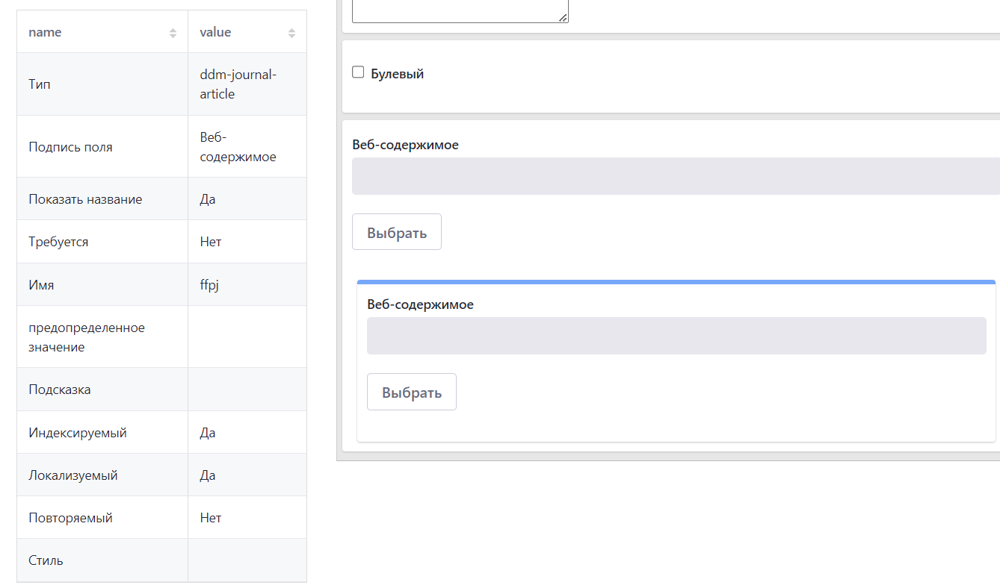 name value
Тип ddm-journal-
article
Подпись поля Веб-
содержимое
Показать название Да
Требуется Нет
Имя ffpj
предопределенное
значение
Подсказка
Индексируемый Да
Локализуемый Да
Повторяемый Нет
Стиль
Булевый
Веб-содержимое
Выбрать
Веб-содержимое
Выбрать